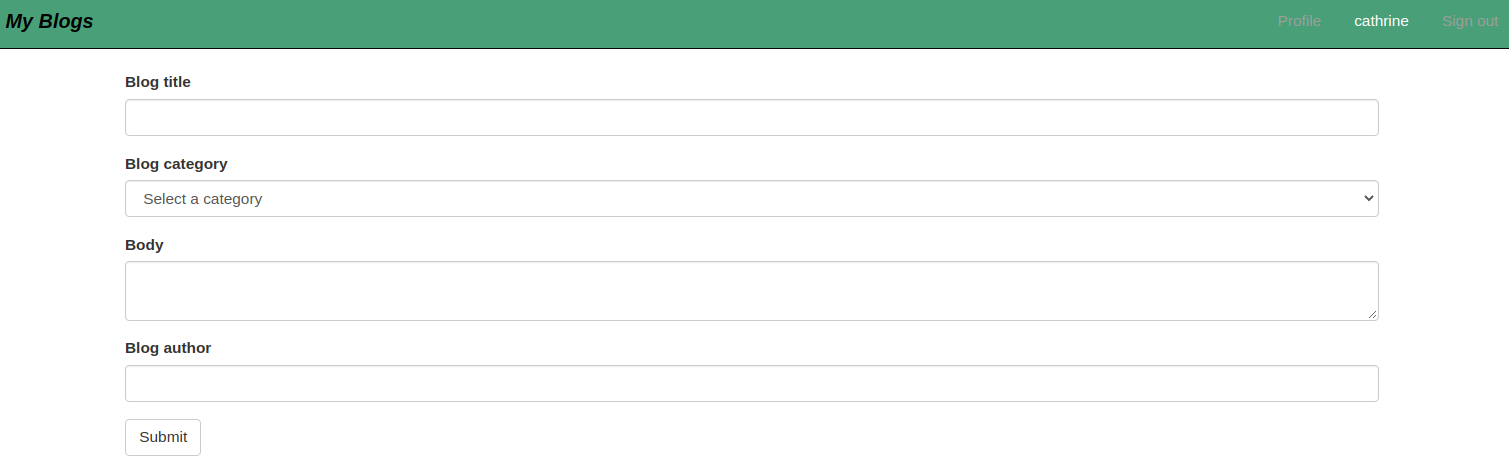 My Blogs Profile cathrine Sign out
Blog title
Blog category
Select a category
Body
Blog author
Submit